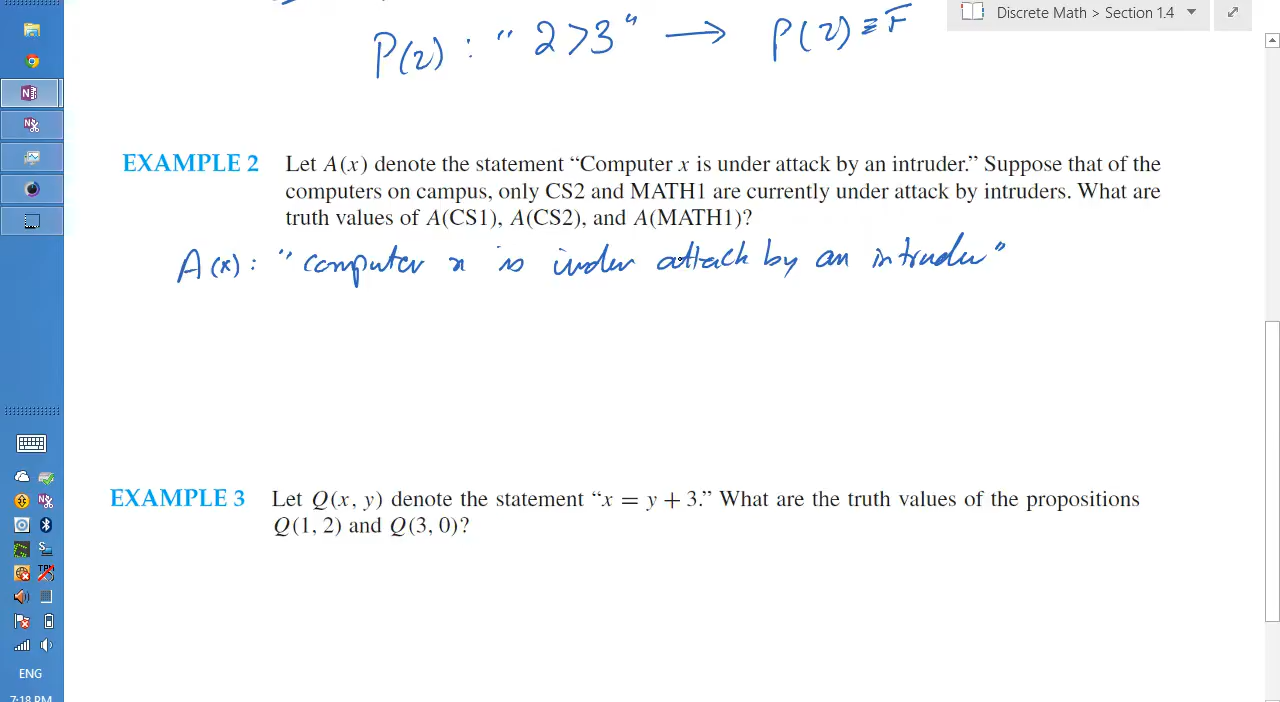 Discrete Math > Section 1.4
P(2) : "2>3" → P(2) ≡ F
EXAMPLE 2 Let A(x) denote the statement “Computer x is under attack by an intruder.” Suppose that of the
computers on campus, only CS2 and MATH1 are currently under attack by intruders. What are
truth values of A(CS1), A(CS2), and A(MATH1)?
A(x) : "computer x is under attack by an intruder"
EXAMPLE 3 Let Q(x, y) denote the statement “x = y + 3.” What are the truth values of the propositions
Q(1, 2) and Q(3, 0)?
ENG
7:18 PM